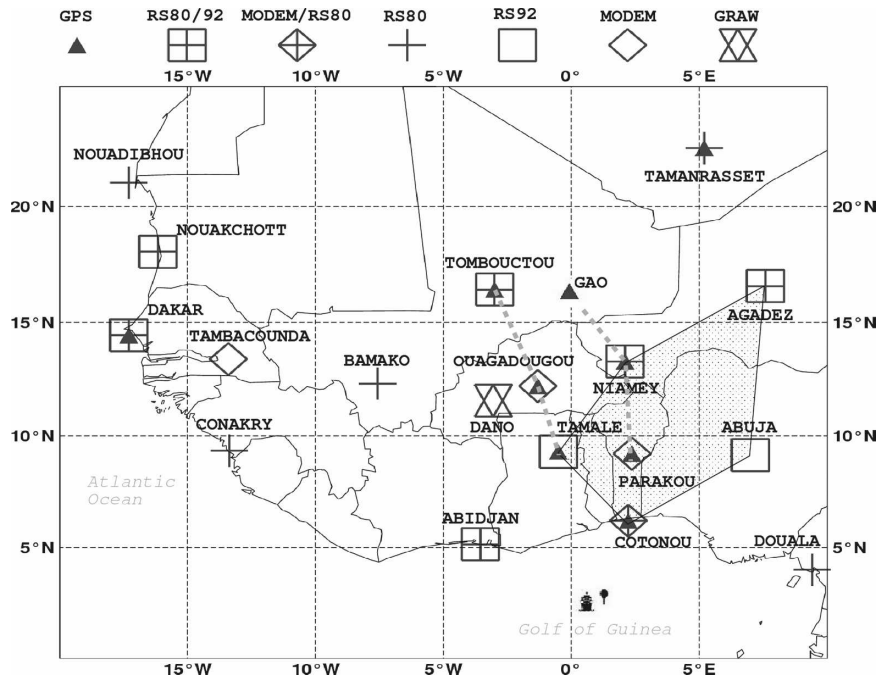 GPS RS80/92 MODEM/RS80 RS80 RS92 MODEM GRAW
15°W 10°W 5°W 0° 5°E
NOUADIBHOU
TAMANRASSET
20°N 20°N
NOUAKCHOTT
TOMBOUCTOU
GAO
DAKAR
AGADEZ
15°N 15°N
TAMBACOUNDA
BAMAKO
OUAGADOUGOU
NIAMEY
CONAKRY
DANO
TAMALE
ABUJA
10°N 10°N
Atlantic
Ocean
PARAKOU
ABIDJAN
COTONOU
DOUALA
5°N 5°N
Golf of Guinea
15°W 10°W 5°W 0° 5°E